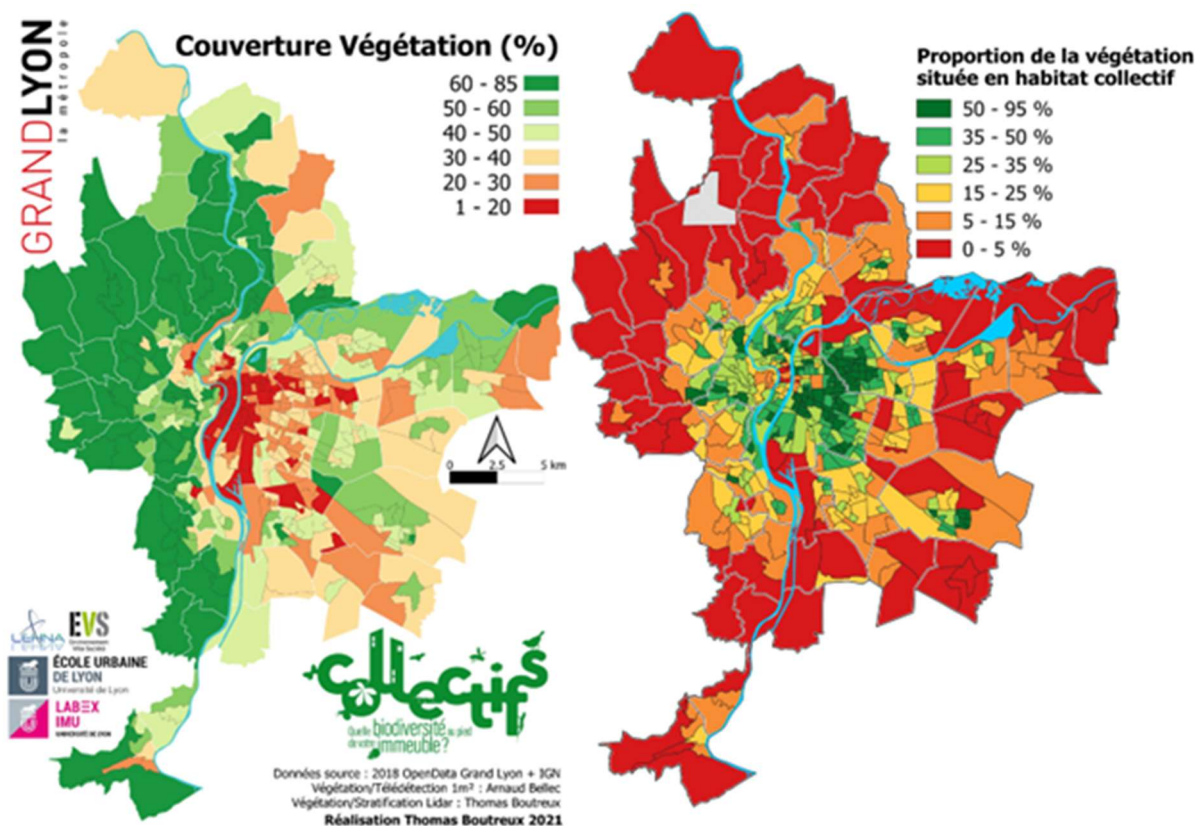 GRANDLYON
la métropole
Couverture Végétation (%)
60 - 85
50 - 60
40 - 50
30 - 40
20 - 30
1 - 20
Proportion de la végétation
située en habitat collectif
50 - 95 %
35 - 50 %
25 - 35 %
15 - 25 %
5 - 15 %
0 - 5 %
0 2.5 5 km
EVS
ÉCOLE URBAINE
DE LYON
Université de Lyon
LABEX
IMU
UNIVERSITÉ DE LYON
collectifs
Quelle biodiversité au pied
de votre immeuble?
Données source : 2018 OpenData Grand Lyon + IGN
Végétation/Télédétection 1m² : Arnaud Bellec
Végétation/Stratification Lidar : Thomas Boutreux
Réalisation Thomas Boutreux 2021